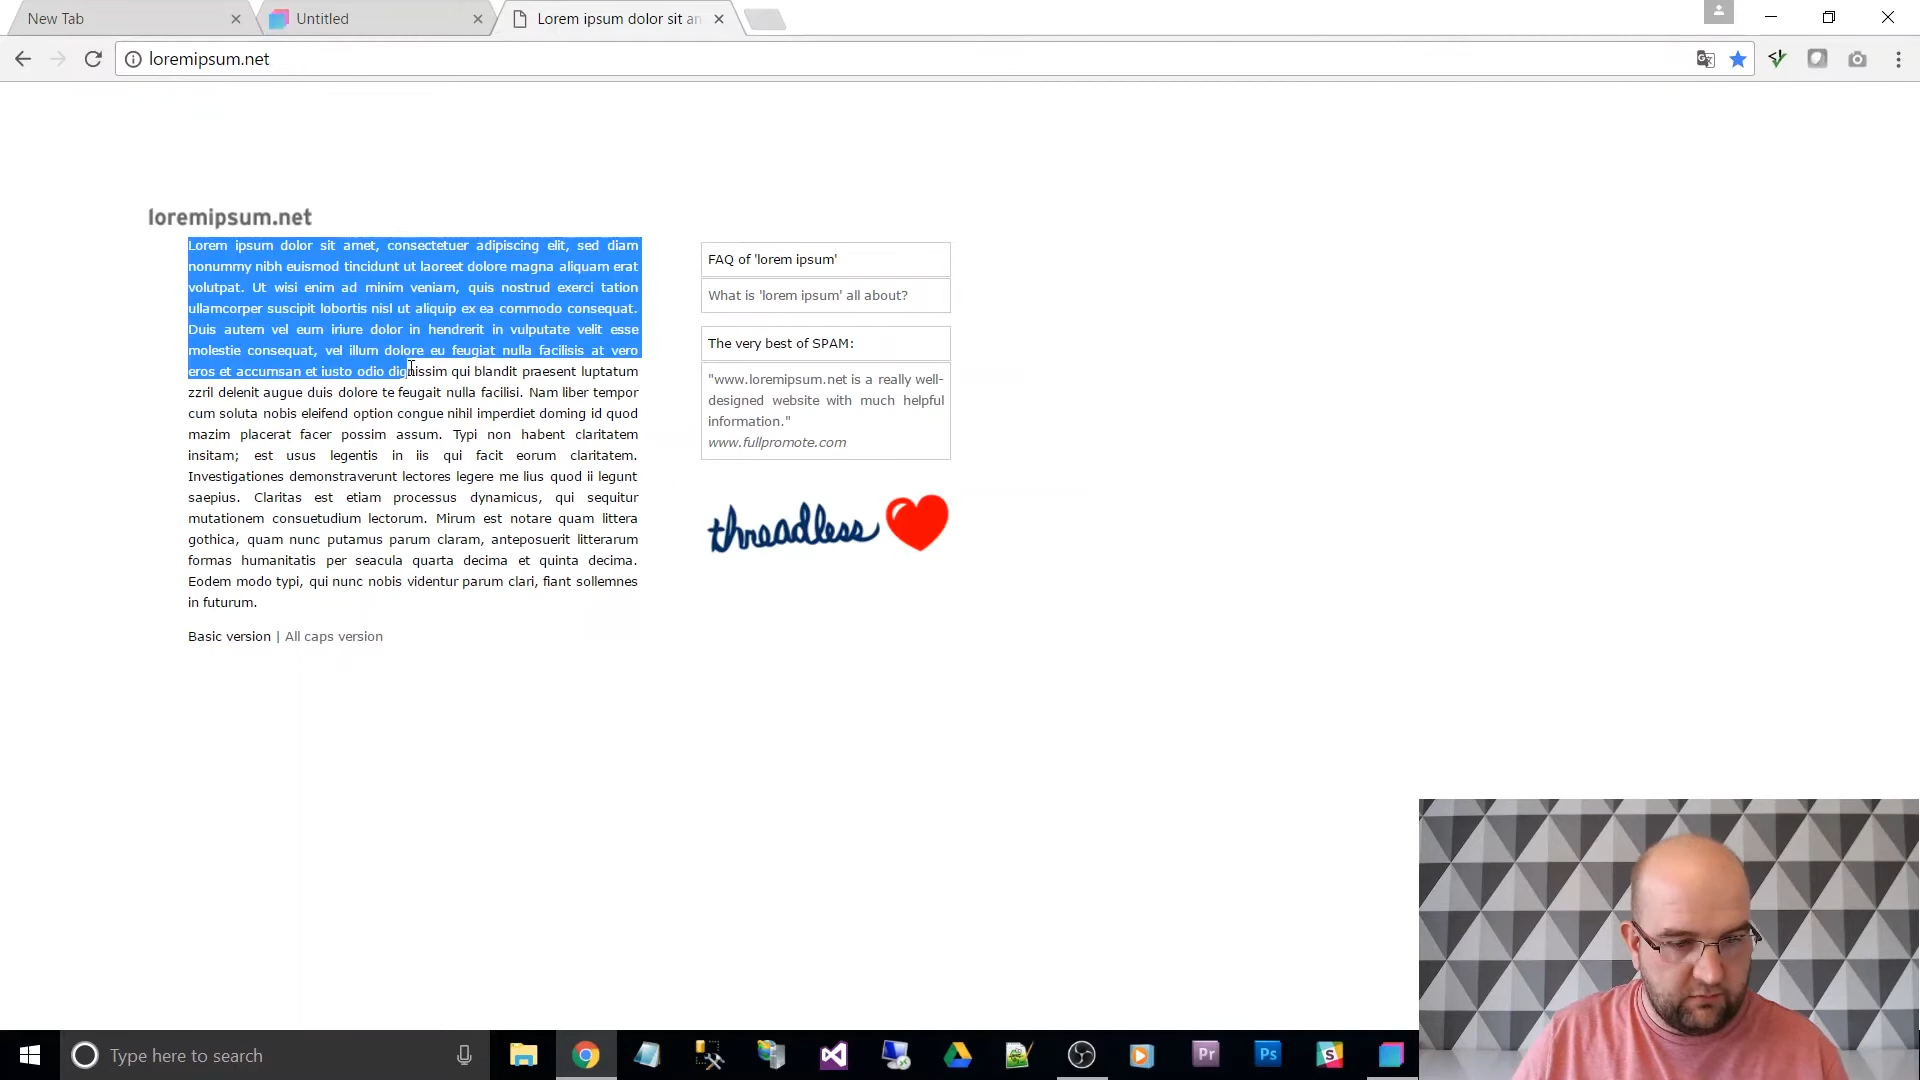 New Tab
Untitled
Lorem ipsum dolor sit an
loremipsum.net
loremipsum.net
Lorem ipsum dolor sit amet, consectetuer adipiscing elit, sed diam
nonummy nibh euismod tincidunt ut laoreet dolore magna aliquam erat
volutpat. Ut wisi enim ad minim veniam, quis nostrud exerci tation
ullamcorper suscipit lobortis nisl ut aliquip ex ea commodo consequat.
Duis autem vel eum iriure dolor in hendrerit in vulputate velit esse
molestie consequat, vel illum dolore eu feugiat nulla facilisis at vero
eros et accumsan et iusto odio dignissim qui blandit praesent luptatum
zzril delenit augue duis dolore te feugait nulla facilisi. Nam liber tempor
cum soluta nobis eleifend option congue nihil imperdiet doming id quod
mazim placerat facer possim assum. Typi non habent claritatem
insitam; est usus legentis in iis qui facit eorum claritatem.
Investigationes demonstraverunt lectores legere me lius quod ii legunt
saepius. Claritas est etiam processus dynamicus, qui sequitur
mutationem consuetudium lectorum. Mirum est notare quam littera
gothica, quam nunc putamus parum claram, anteposuerit litterarum
formas humanitatis per seacula quarta decima et quinta decima.
Eodem modo typi, qui nunc nobis videntur parum clari, fiant sollemnes
in futurum.
Basic version | All caps version
FAQ of 'lorem ipsum'
What is 'lorem ipsum' all about?
The very best of SPAM:
"www.loremipsum.net is a really well-
designed website with much helpful
information."
www.fullpromote.com
threadless
Type here to search
Pr
Ps
S